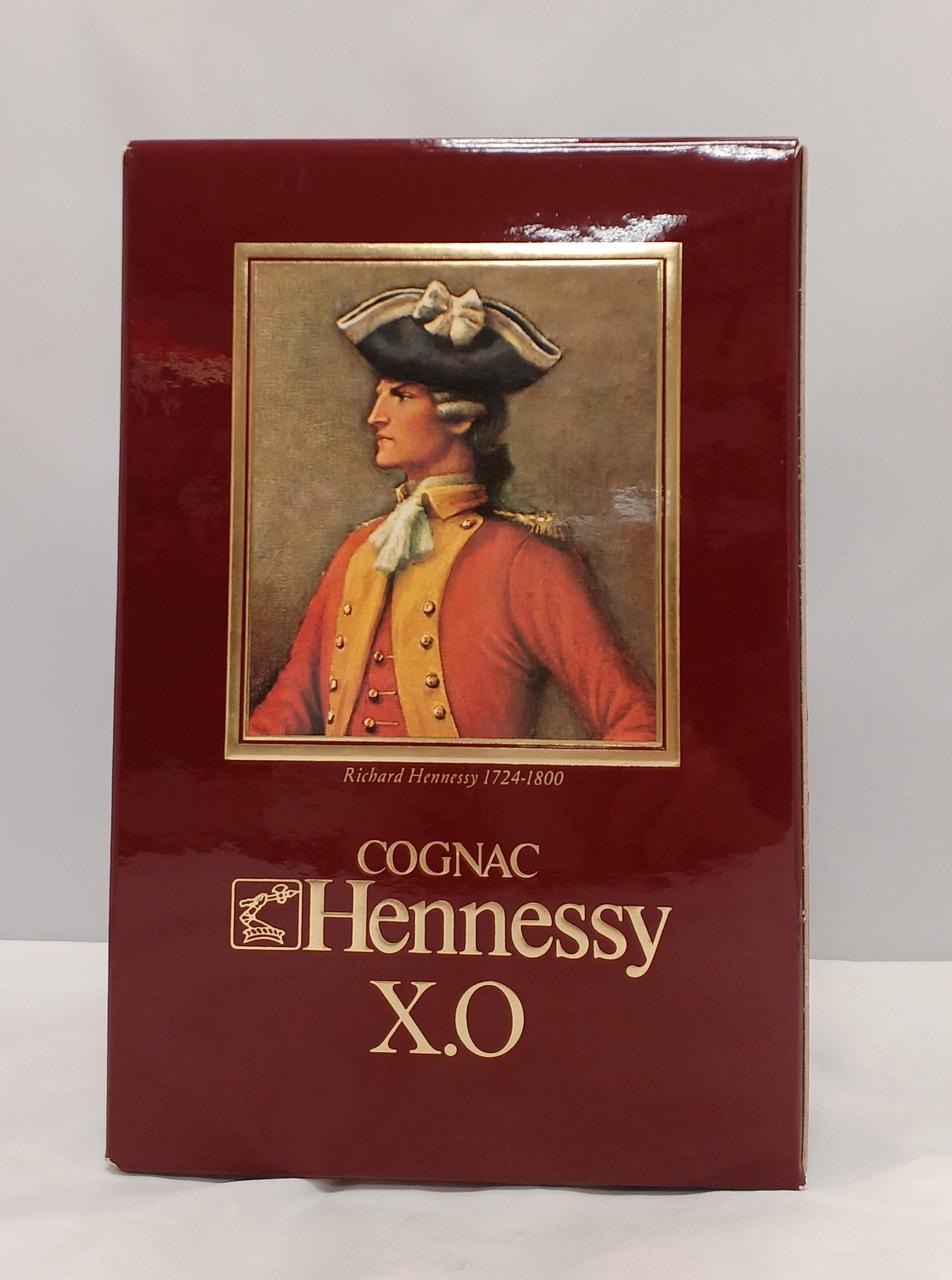 Richard Hennessy 1724-1800
COGNAC
Hennessy
X.O